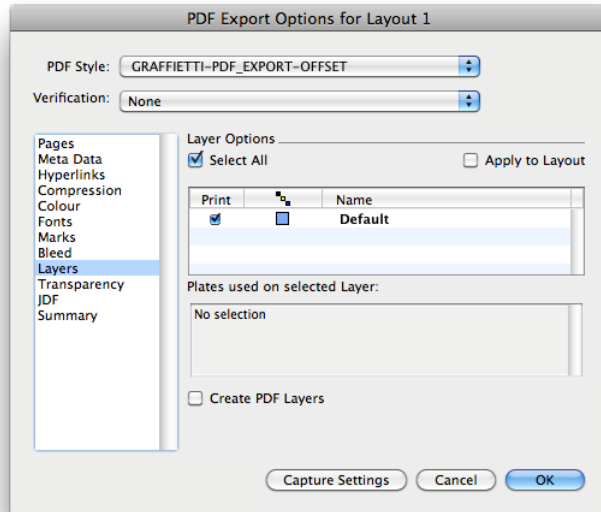 PDF Export Options for Layout 1
PDF Style: GRAFFIETTI-PDF_EXPORT-OFFSET
Verification: None
Pages
Meta Data
Hyperlinks
Compression
Colour
Fonts
Marks
Bleed
Layers
Transparency
JDF
Summary
Layer Options
Select All Apply to Layout
Print Name
Default
Plates used on selected Layer:
No selection
Create PDF Layers
Capture Settings Cancel OK